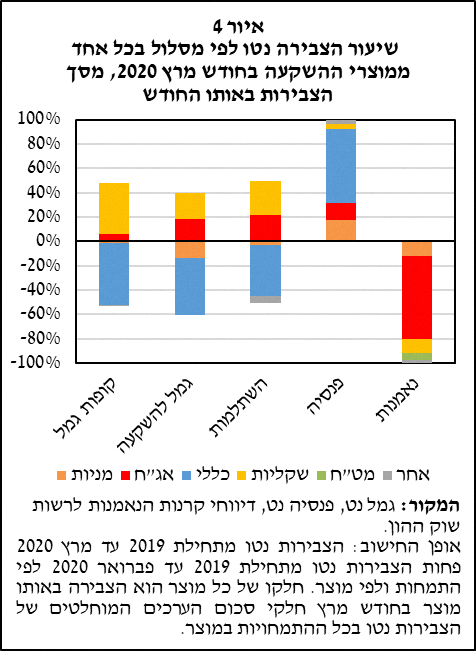 איור 4
שיעור הצבירה נטו לפי מסלול בכל אחד
ממוצרי ההשקעה בחודש מרץ 2020, מסך
הצבירות באותו החודש
100%
80%
60%
40%
20%
0%
-20%
-40%
-60%
-80%
-100%
קופות גמל
גמל להשקעה
השתלמות
פנסיה
נאמנות
מניות אג״ח כללי שקליות מט״ח אחר
המקור: גמל נט, פנסיה נט, דיווחי קרנות הנאמנות לרשות
שוק ההון.
אופן החישוב: הצבירות נטו מתחילת 2019 עד מרץ 2020
פחות הצבירות נטו מתחילת 2019 עד פברואר 2020 לפי
התמחות ולפי מוצר. חלקו של כל מוצר הוא הצבירה באותו
מוצר בחודש מרץ חלקי סכום הערכים המוחלטים של
הצבירות נטו בכל ההתמחויות במוצר.